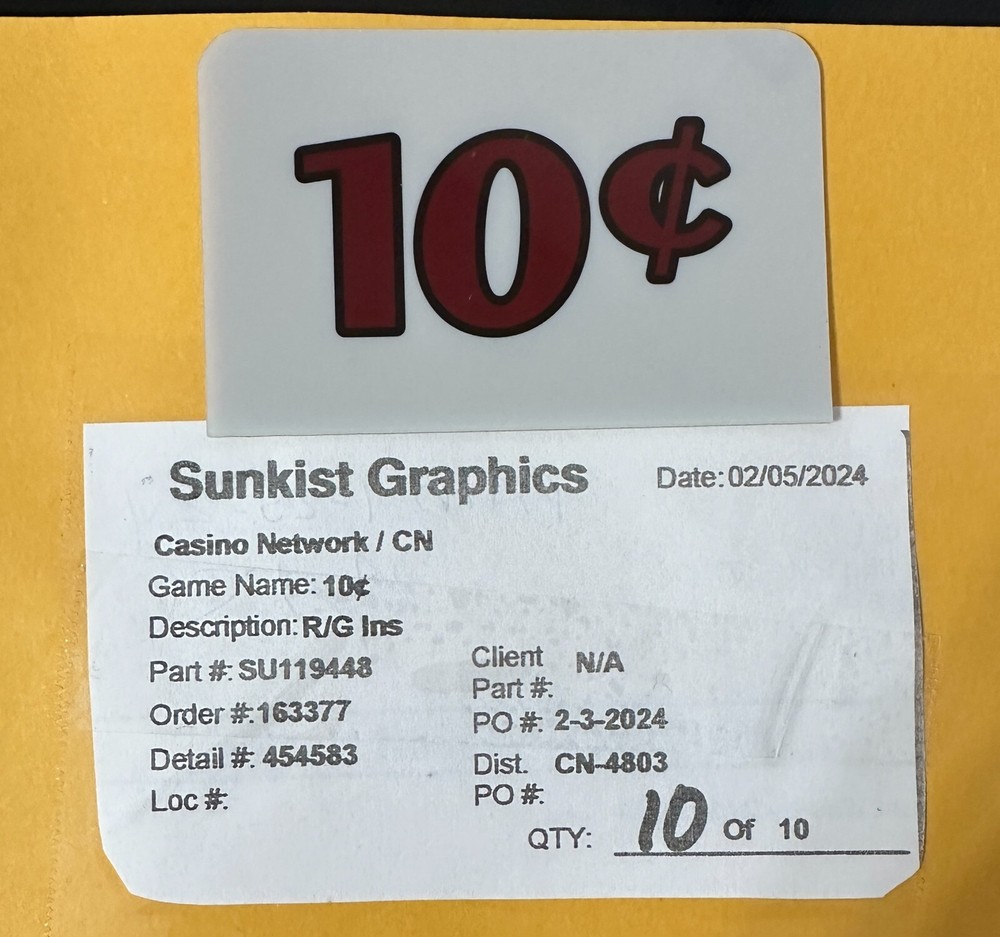 10¢
Sunkist Graphics Date: 02/05/2024
Casino Network / CN
Game Name: 10¢
Description: R/G Ins
Part #: SU119448
Client Part #: N/A
Order #: 163377
PO #: 2-3-2024
Detail #: 454583
Dist. PO #: CN-4803
Loc #:
QTY: 10 Of 10